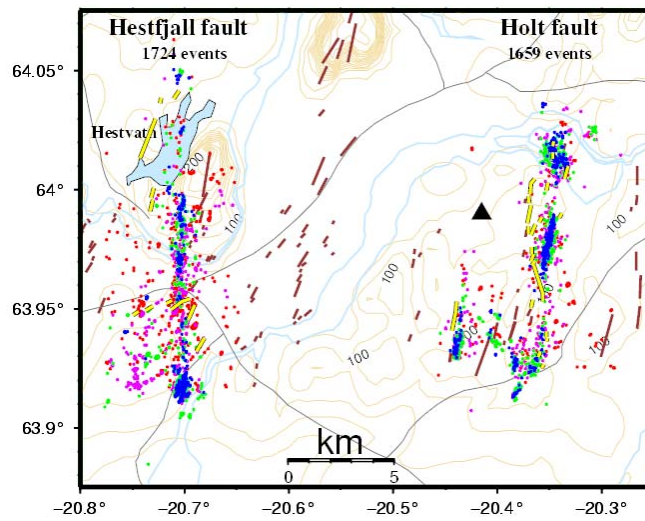 Hestfjall fault
1724 events
Holt fault
1659 events
64.05°
Hestvatn
200
64°
100
100
100
63.95°
100
100
63.9°
km
0 5
−20.8° −20.7° −20.6° −20.5° −20.4° −20.3°